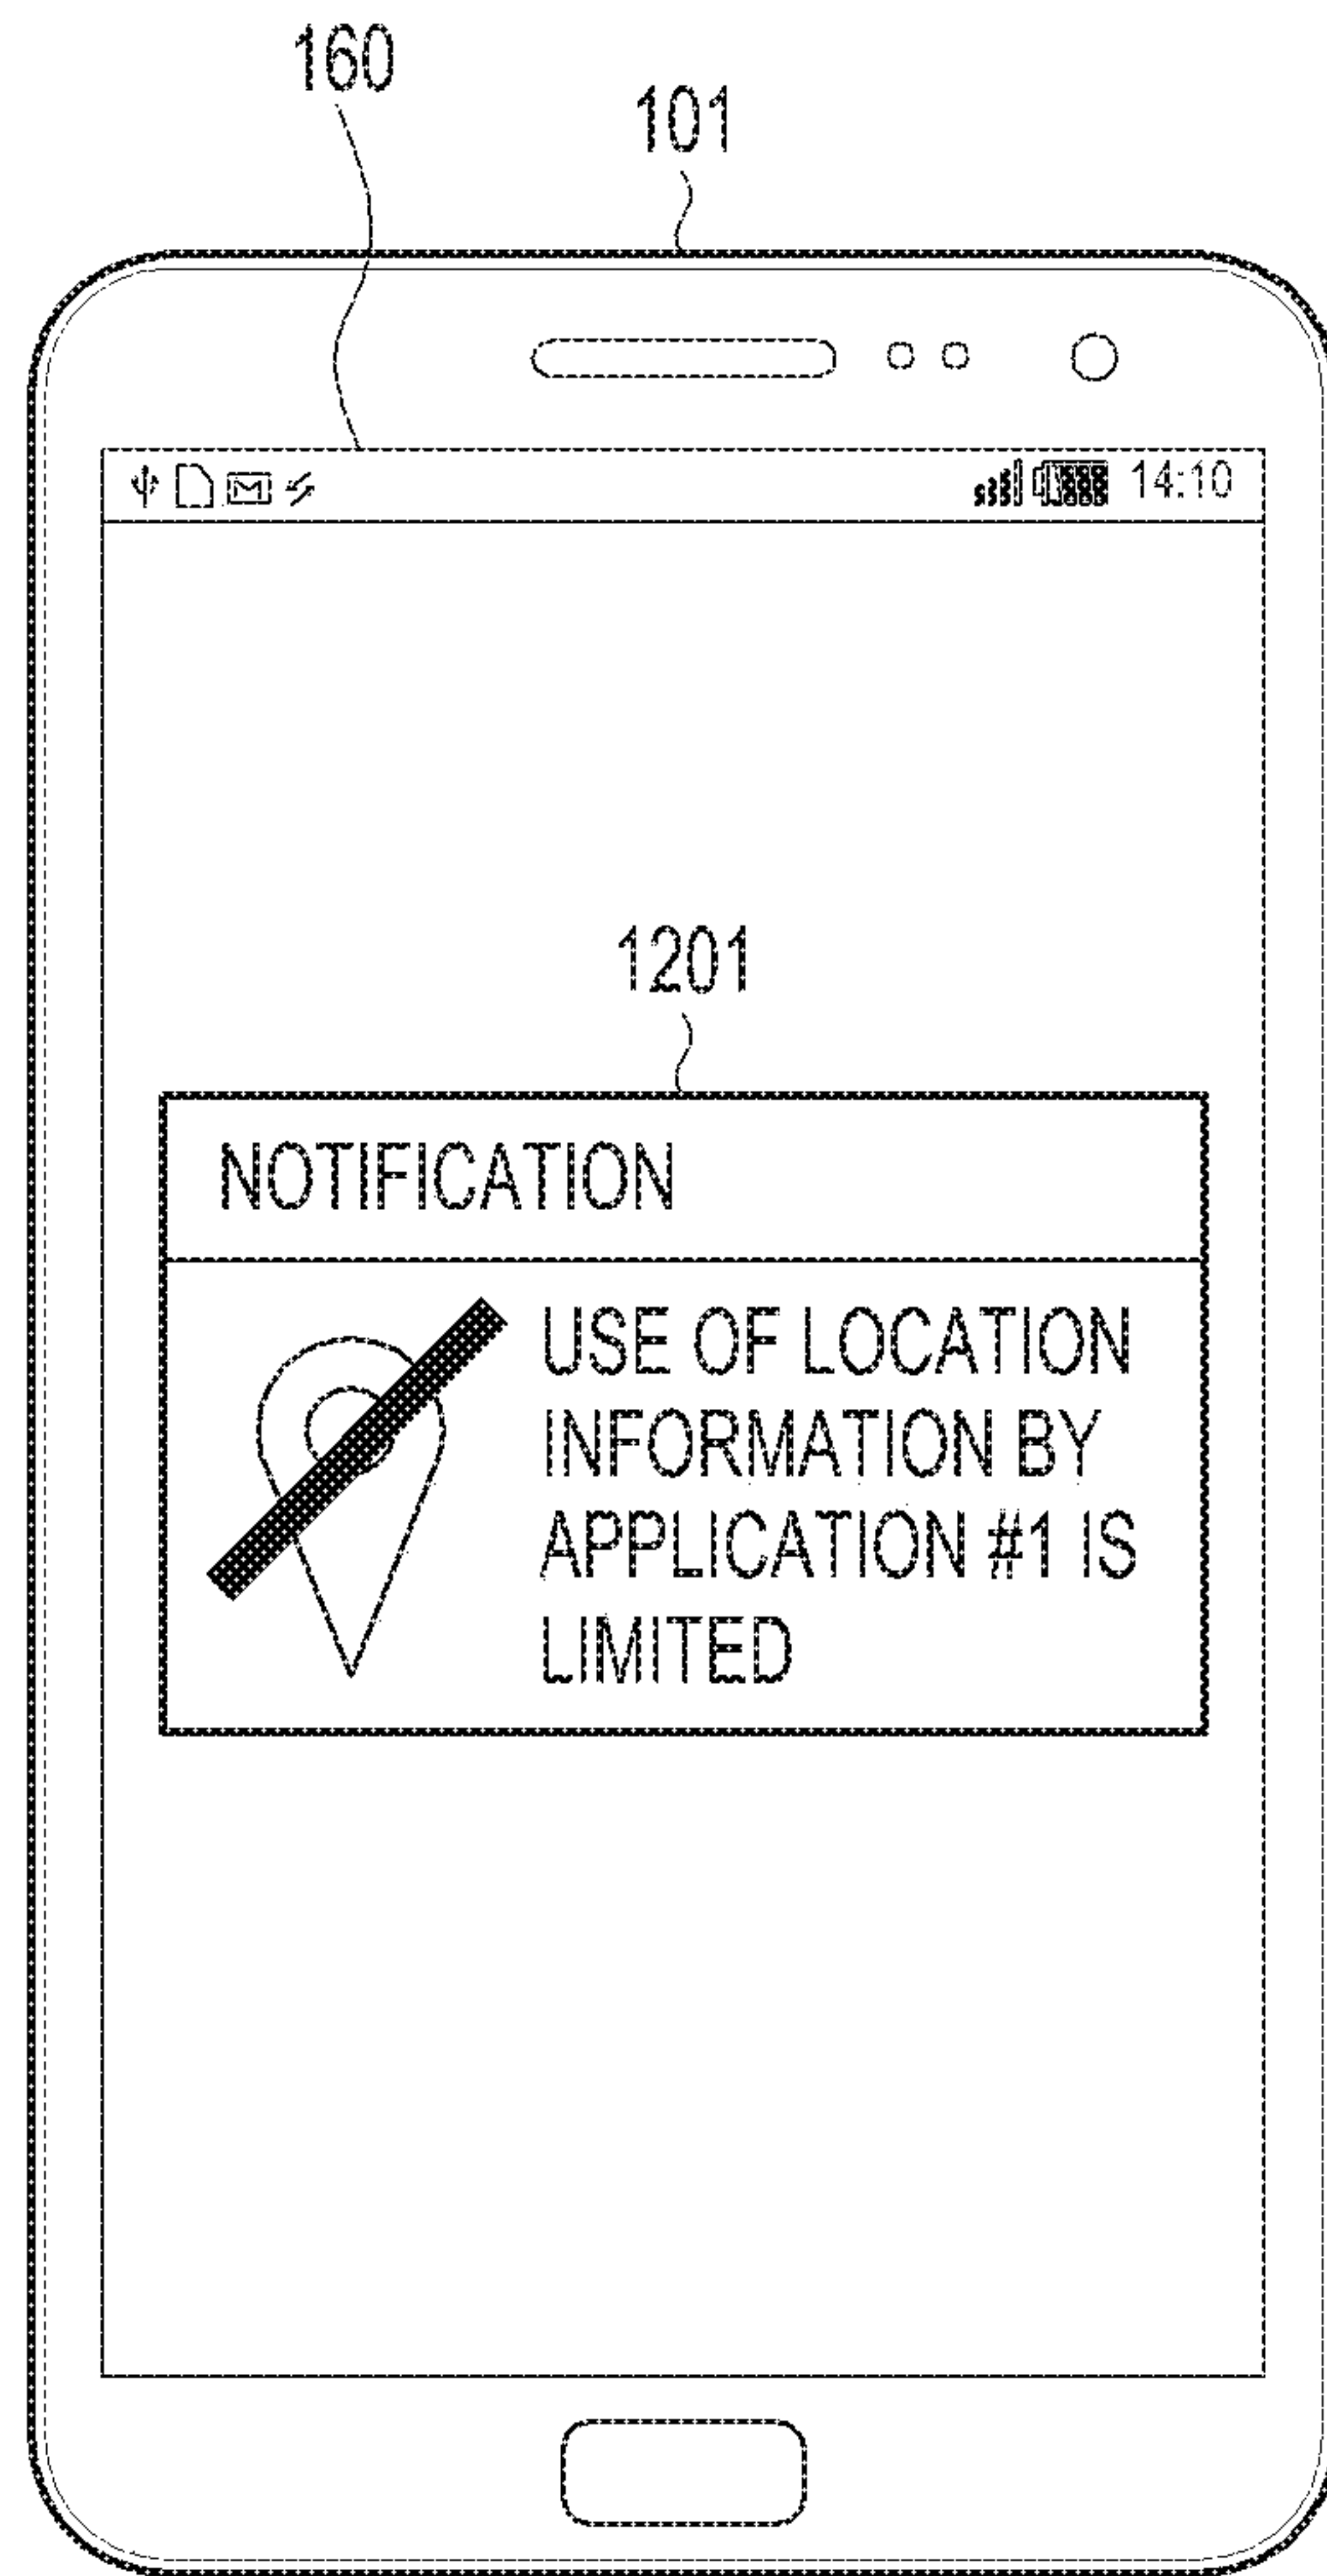 160
101
14:10
1201
NOTIFICATION
USE OF LOCATION
INFORMATION BY
APPLICATION #1 IS
LIMITED